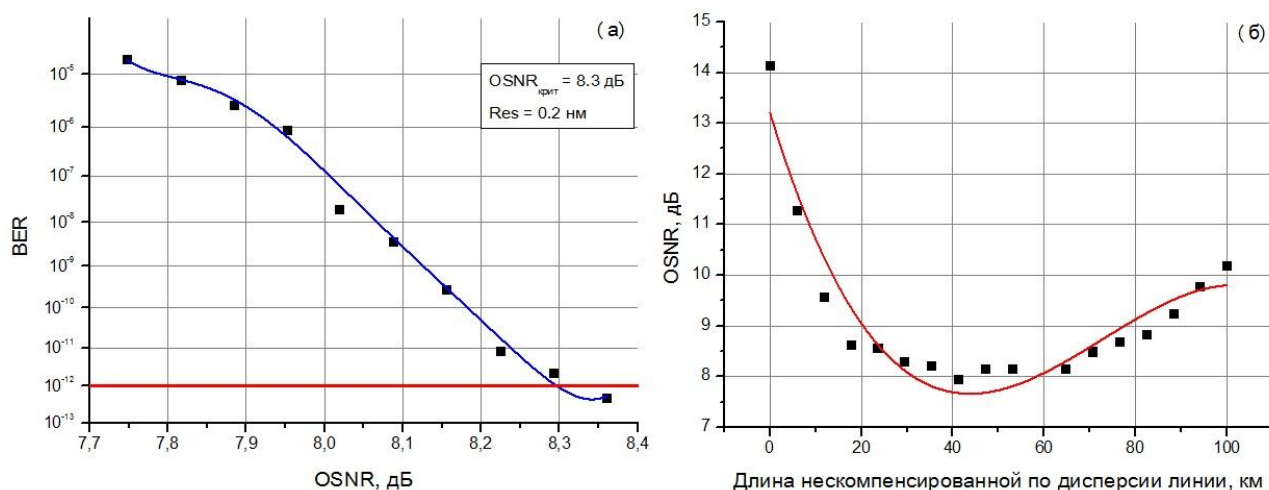 (а)
BER
10-5
10-6
10-7
10-8
10-9
10-10
10-11
10-12
10-13
OSNRкрит = 8.3 дБ
Res = 0.2 нм
7,7 7,8 7,9 8,0 8,1 8,2 8,3 8,4
OSNR, дБ
(б)
OSNR, дБ
15
14
13
12
11
10
9
8
7
0 20 40 60 80 100
Длина нескомпенсированной по дисперсии линии, км